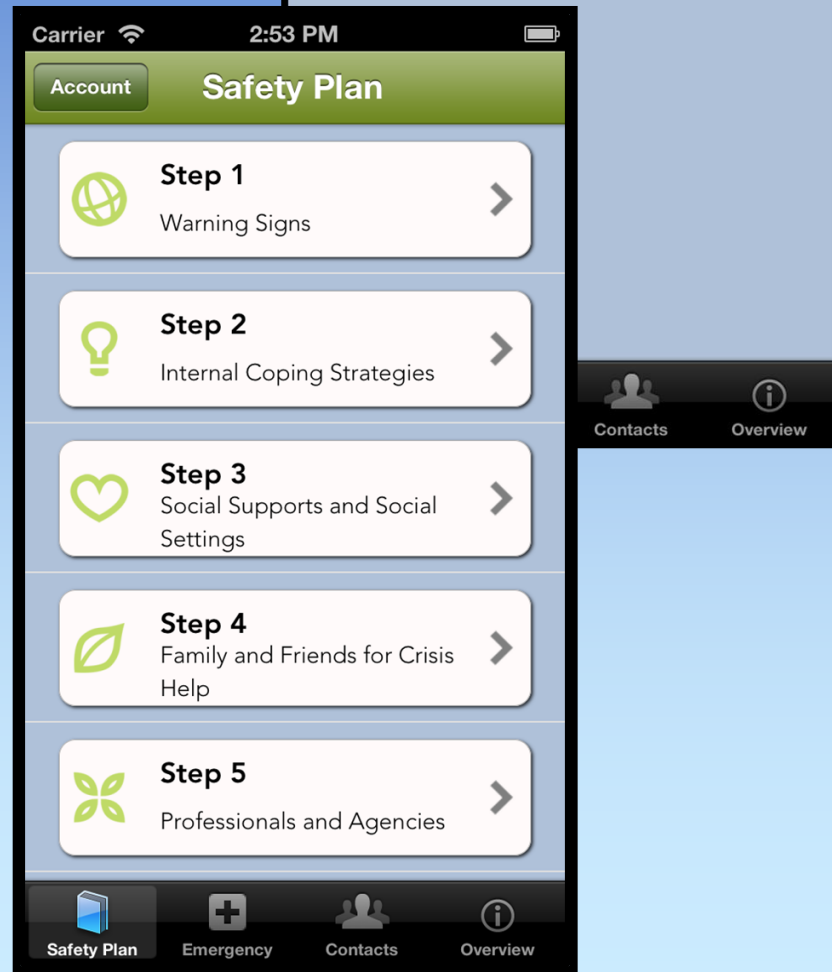 Carrier 2:53 PM
Account Safety Plan
Step 1
Warning Signs
Step 2
Internal Coping Strategies
Step 3
Social Supports and Social
Settings
Step 4
Family and Friends for Crisis
Help
Step 5
Professionals and Agencies
Safety Plan Emergency Contacts Overview
Contacts Overview